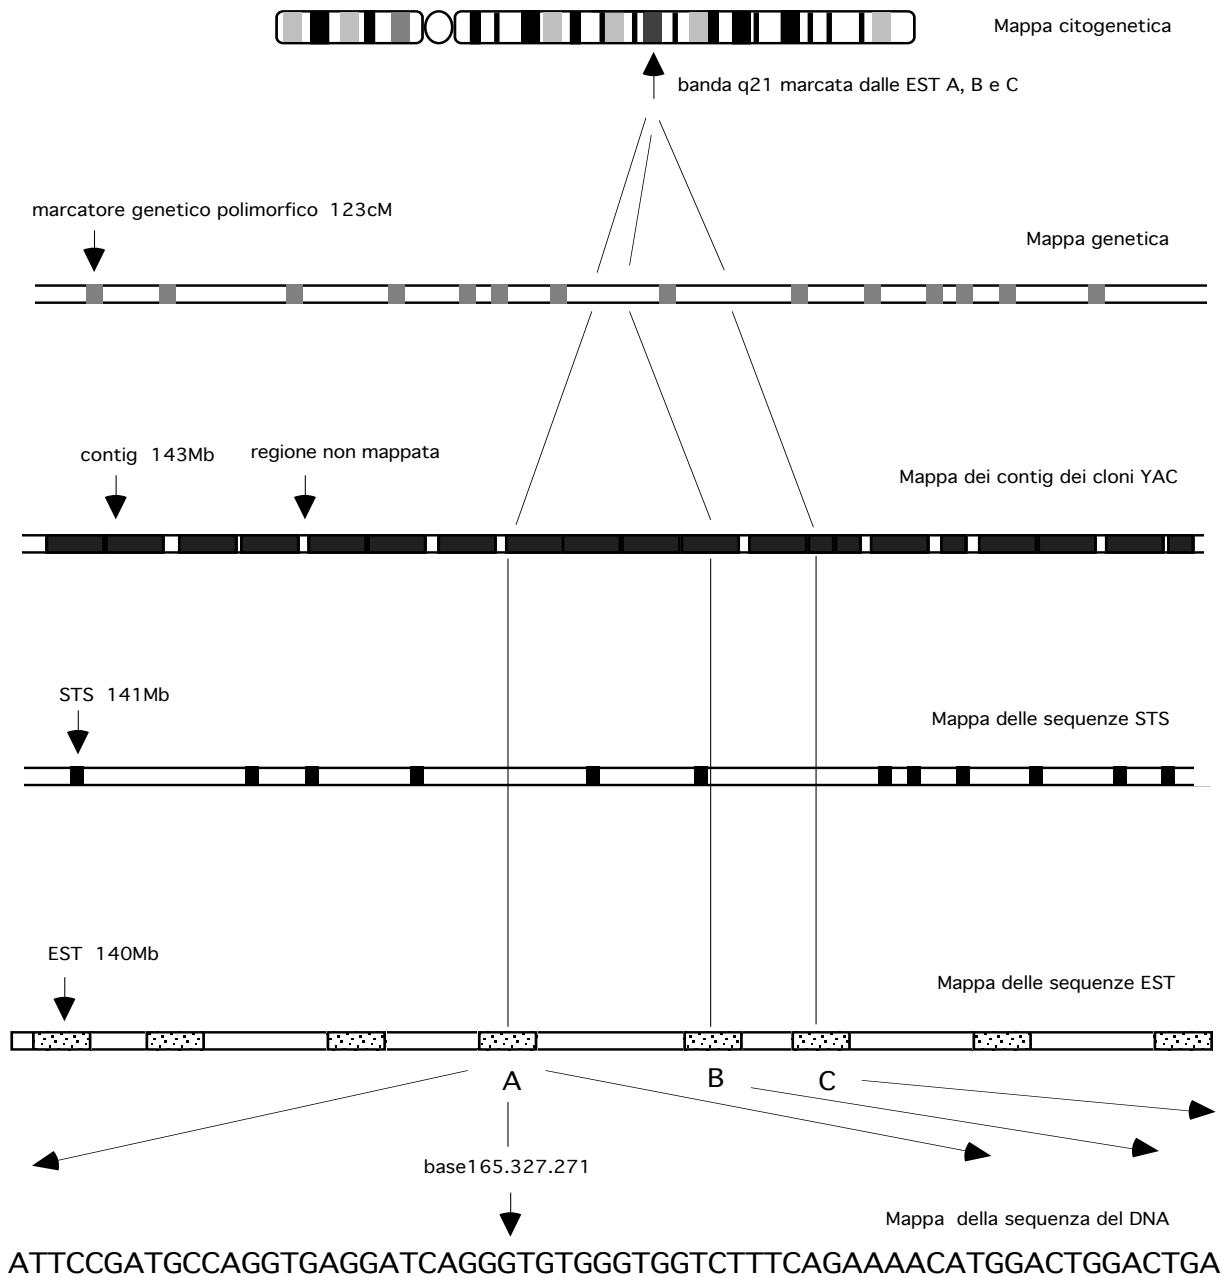 Mappa citogenetica
banda q21 marcata dalle EST A, B e C
marcatore genetico polimorfico 123cM
Mappa genetica
contig 143Mb
regione non mappata
Mappa dei contig dei cloni YAC
STS 141Mb
Mappa delle sequenze STS
EST 140Mb
Mappa delle sequenze EST
A
B
C
base165.327.271
Mappa della sequenza del DNA
ATTCCGATGCCAGGTGAGGATCAGGGTGTGGGTGGTCTTTCAGAAAACATGGACTGGACTGA